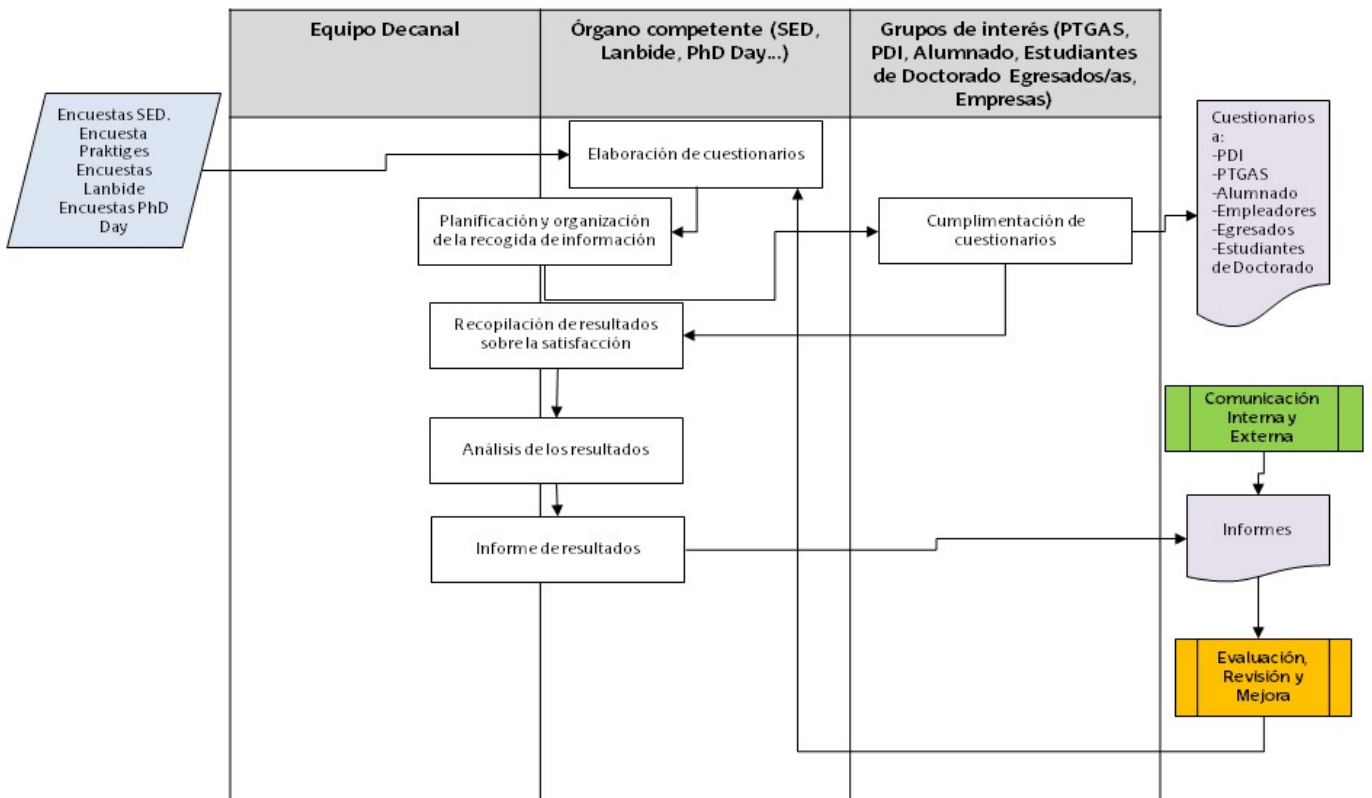 Equipo Decanal
Órgano competente (SED,
Lanbide, PhD Day...)
Grupos de interés (PTGAS,
PDI, Alumnado, Estudiantes
de Doctorado Egresados/as,
Empresas)
Encuestas SED.
Encuesta
Praktiges
Encuestas
Lanbide
Encuestas PhD
Day
Elaboración de cuestionarios
Cuestionarios
a:
-PDI
-PTGAS
-Alumnado
-Empleadores
-Egresados
-Estudiantes
de Doctorado
Planificación y organización
de la recogida de información
Cumplimentación de
cuestionarios
Recopilación de resultados
sobre la satisfacción
Comunicación
Interna y
Externa
Análisis de los resultados
Informe de resultados
Informes
Evaluación,
Revisión y
Mejora